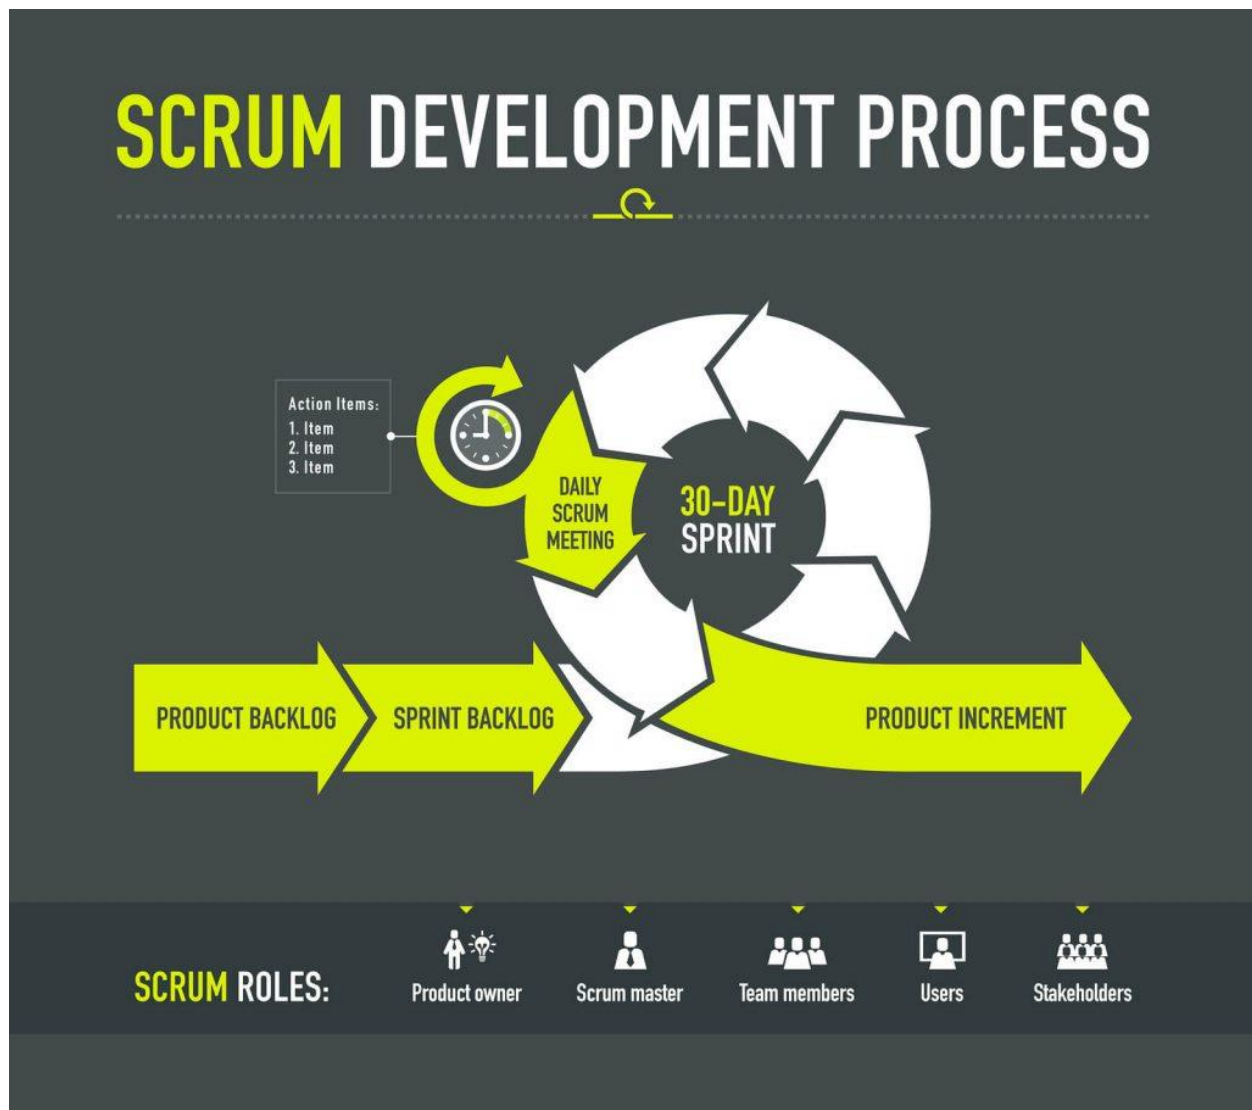 SCRUM DEVELOPMENT PROCESS
Action Items:
1. Item
2. Item
3. Item
DAILY
SCRUM
MEETING
30-DAY
SPRINT
PRODUCT BACKLOG
SPRINT BACKLOG
PRODUCT INCREMENT
SCRUM ROLES:
Product owner
Scrum master
Team members
Users
Stakeholders